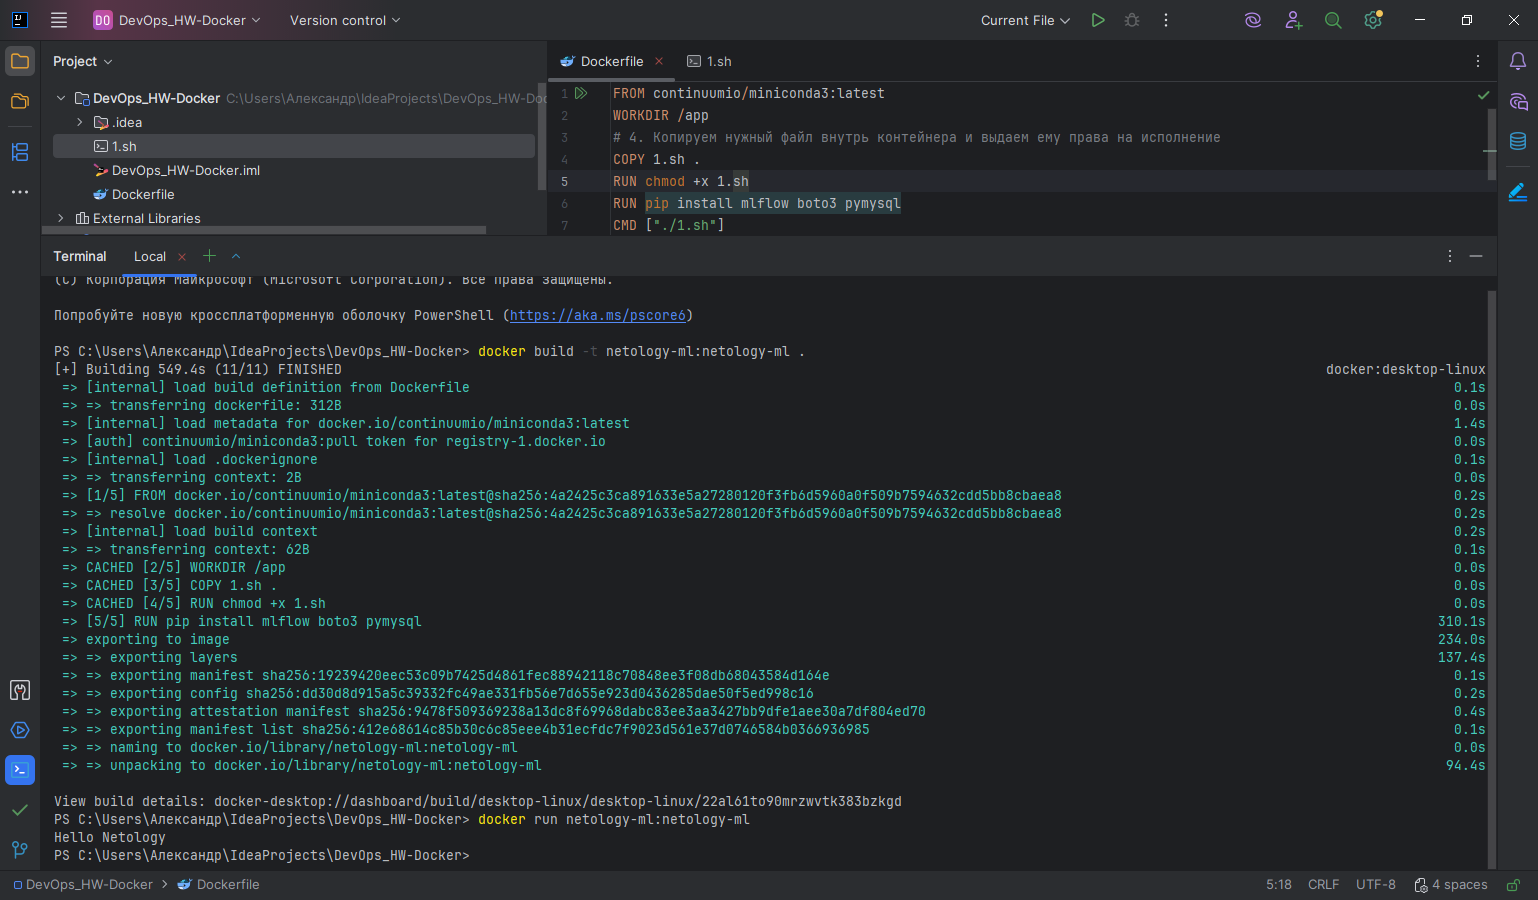 DO DevOps_HW-Docker Version control Current File
Project
DevOps_HW-Docker C:\Users\Александр\IdeaProjects\DevOps_HW-Doc
.idea
1.sh
DevOps_HW-Docker.iml
Dockerfile
External Libraries
Dockerfile 1.sh
1 FROM continuumio/miniconda3:latest
2 WORKDIR /app
3 # 4. Копируем нужный файл внутрь контейнера и выдаем ему права на исполнение
4 COPY 1.sh .
5 RUN chmod +x 1.sh
6 RUN pip install mlflow boto3 pymysql
7 CMD ["./1.sh"]
Terminal Local
(C) Корпорация Майкрософт (Microsoft Corporation). Все права защищены.
Попробуйте новую кроссплатформенную оболочку PowerShell (https://aka.ms/pscore6)
PS C:\Users\Александр\IdeaProjects\DevOps_HW-Docker> docker build -t netology-ml:netology-ml .
[+] Building 549.4s (11/11) FINISHED docker:desktop-linux
=> [internal] load build definition from Dockerfile 0.1s
=> => transferring dockerfile: 312B 0.0s
=> [internal] load metadata for docker.io/continuumio/miniconda3:latest 1.4s
=> [auth] continuumio/miniconda3:pull token for registry-1.docker.io 0.0s
=> [internal] load .dockerignore 0.1s
=> => transferring context: 2B 0.0s
=> [1/5] FROM docker.io/continuumio/miniconda3:latest@sha256:4a2425c3ca891633e5a27280120f3fb6d5960a0f509b7594632cdd5bb8cbaea8 0.2s
=> => resolve docker.io/continuumio/miniconda3:latest@sha256:4a2425c3ca891633e5a27280120f3fb6d5960a0f509b7594632cdd5bb8cbaea8 0.2s
=> [internal] load build context 0.2s
=> => transferring context: 62B 0.1s
=> CACHED [2/5] WORKDIR /app 0.0s
=> CACHED [3/5] COPY 1.sh . 0.0s
=> CACHED [4/5] RUN chmod +x 1.sh 0.0s
=> [5/5] RUN pip install mlflow boto3 pymysql 310.1s
=> exporting to image 234.0s
=> => exporting layers 137.4s
=> => exporting manifest sha256:19239420eec53c09b7425d4861fec88942118c70848ee3f08db68043584d164e 0.1s
=> => exporting config sha256:dd30d8d915a5c39332fc49ae331fb56e7d655e923d0436285dae50f5ed998c16 0.2s
=> => exporting attestation manifest sha256:9478f509369238a13dc8f69968dabc83ee3aa3427bb9dfe1aee30a7df804ed70 0.4s
=> => exporting manifest list sha256:412e68614c85b30c6c85eee4b31ecfdc7f9023d561e37d0746584b0366936985 0.1s
=> => naming to docker.io/library/netology-ml:netology-ml 0.0s
=> => unpacking to docker.io/library/netology-ml:netology-ml 94.4s
View build details: docker-desktop://dashboard/build/desktop-linux/desktop-linux/22al61to90mrzwvtk383bzkgd
PS C:\Users\Александр\IdeaProjects\DevOps_HW-Docker> docker run netology-ml:netology-ml
Hello Netology
PS C:\Users\Александр\IdeaProjects\DevOps_HW-Docker>
DevOps_HW-Docker > Dockerfile 5:18 CRLF UTF-8 4 spaces